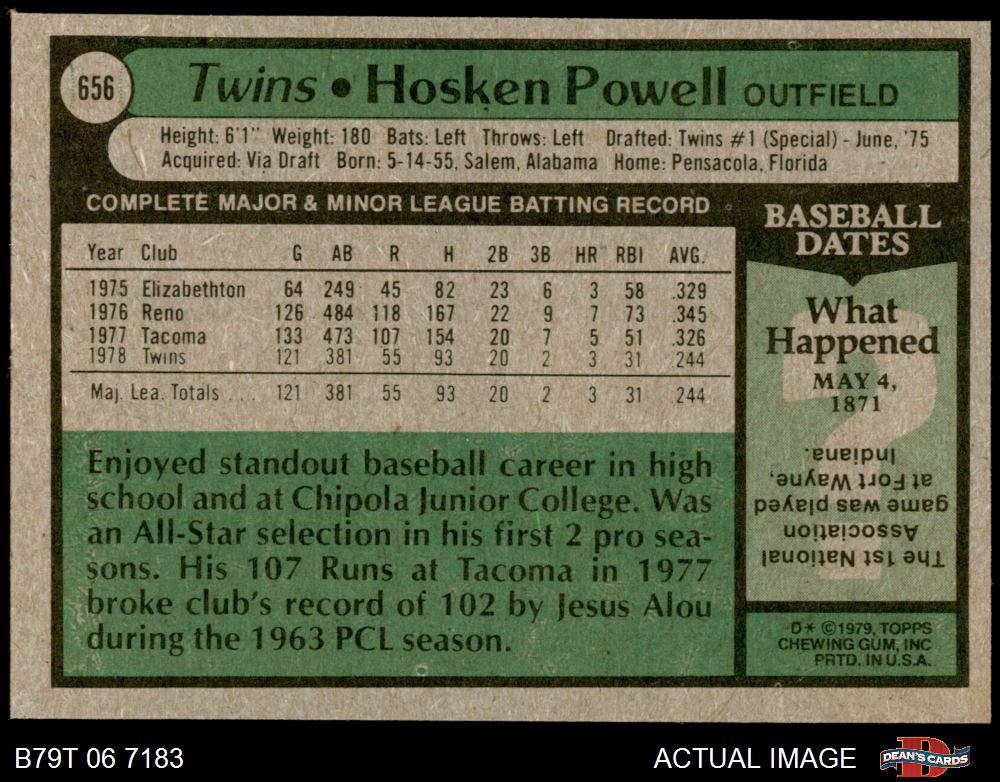 656
Twins • Hosken Powell OUTFIELD
Height: 6'1" Weight: 180 Bats: Left Throws: Left Drafted: Twins #1 (Special) - June, '75
Acquired: Via Draft Born: 5-14-55, Salem, Alabama Home: Pensacola, Florida
COMPLETE MAJOR & MINOR LEAGUE BATTING RECORD
Year Club G AB R H 2B 3B HR RBI AVG.
1975 Elizabethton 64 249 45 82 23 6 3 58 .329
1976 Reno 126 484 118 167 22 9 7 73 .345
1977 Tacoma 133 473 107 154 20 7 5 51 .326
1978 Twins 121 381 55 93 20 2 3 31 .244
Maj. Lea. Totals . . . 121 381 55 93 20 2 3 31 .244
Enjoyed standout baseball career in high
school and at Chipola Junior College. Was
an All-Star selection in his first 2 pro sea-
sons. His 107 Runs at Tacoma in 1977
broke club's record of 102 by Jesus Alou
during the 1963 PCL season.
BASEBALL
DATES
What
Happened
MAY 4,
1871
?
The 1st National
Association
game was played
at Fort Wayne,
Indiana.
D* ©1979, TOPPS
CHEWING GUM, INC
PRTD. IN U.S.A.
B79T 06 7183
ACTUAL IMAGE
DEAN'S CARDS